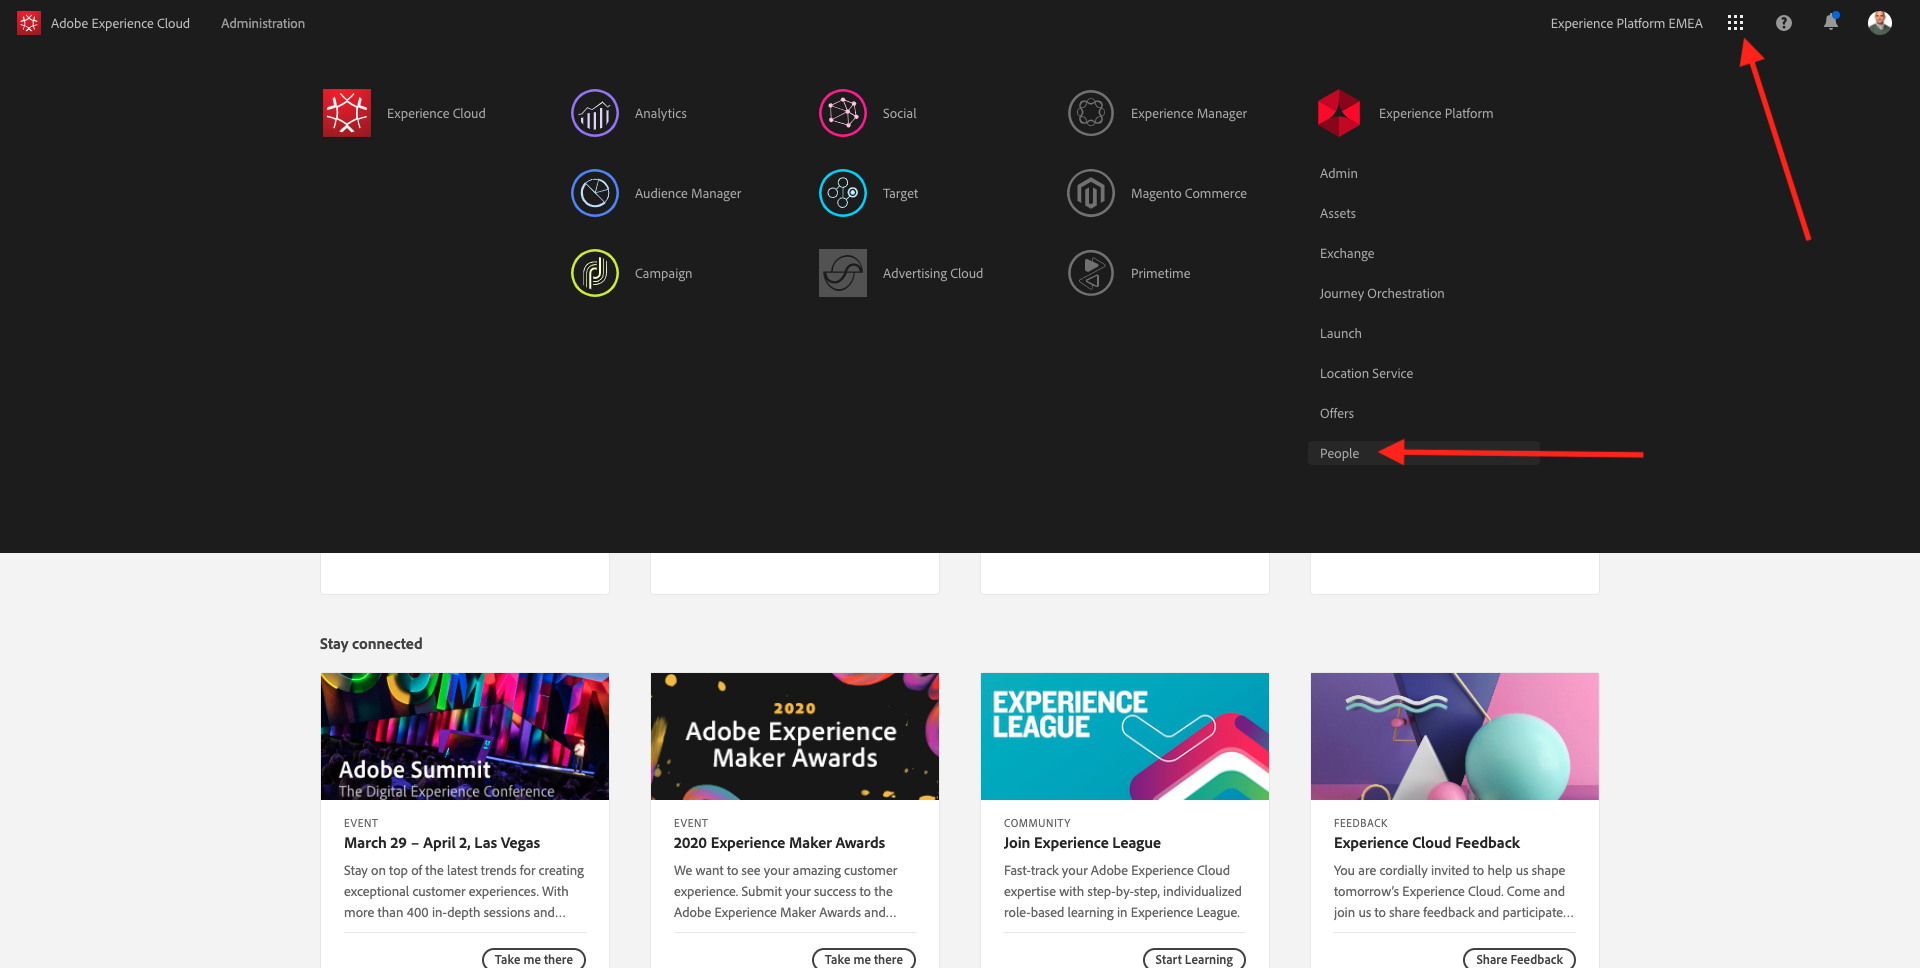 Adobe Experience Cloud
Administration
Experience Platform EMEA
Experience Cloud
Analytics
Social
Experience Manager
Experience Platform
Audience Manager
Target
Magento Commerce
Campaign
Advertising Cloud
Primetime
Admin
Assets
Exchange
Journey Orchestration
Launch
Location Service
Offers
People
Stay connected
Adobe Summit
The Digital Experience Conference
EVENT
March 29 – April 2, Las Vegas
Stay on top of the latest trends for creating
exceptional customer experiences. With
more than 400 in-depth sessions and...
Take me there
2020
Adobe Experience
Maker Awards
EVENT
2020 Experience Maker Awards
We want to see your amazing customer
experience. Submit your success to the
Adobe Experience Maker Awards and...
Take me there
EXPERIENCE
LEAGUE
COMMUNITY
Join Experience League
Fast-track your Adobe Experience Cloud
expertise with step-by-step, individualized
role-based learning in Experience League.
Start Learning
FEEDBACK
Experience Cloud Feedback
You are cordially invited to help us shape
tomorrow's Experience Cloud. Come and
join us to share feedback and participate...
Share Feedback